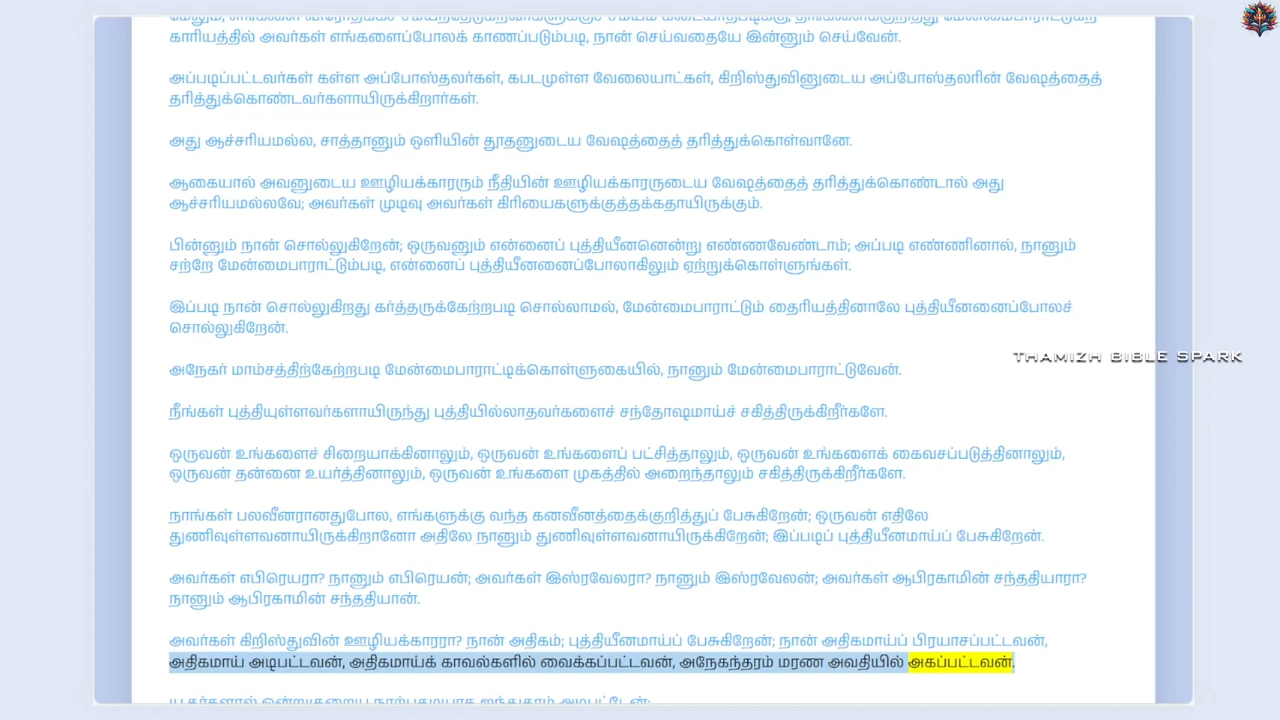 காரியத்தில் அவர்கள் எங்களைப்போலக் காணப்படும்படி, நான் செய்வதையே இன்னும் செய்வேன்.
அப்படிப்பட்டவர்கள் கள்ள அப்போஸ்தலர்கள், கபடமுள்ள வேலையாட்கள், கிறிஸ்துவினுடைய அப்போஸ்தலரின் வேஷத்தைத்
தரித்துக்கொண்டவர்களாயிருக்கிறார்கள்.
அது ஆச்சரியமல்ல, சாத்தானும் ஒளியின் தூதனுடைய வேஷத்தைத் தரித்துக்கொள்வானே.
ஆகையால் அவனுடைய ஊழியக்காரரும் நீதியின் ஊழியக்காரருடைய வேஷத்தைத் தரித்துக்கொண்டால் அது
ஆச்சரியமல்லவே; அவர்கள் முடிவு அவர்கள் கிரியைகளுக்குத்தக்கதாயிருக்கும்.
பின்னும் நான் சொல்லுகிறேன்; ஒருவனும் என்னைப் புத்தியீனனென்று எண்ணவேண்டாம்; அப்படி எண்ணினால், நானும்
சற்றே மேன்மைபாராட்டும்படி, என்னைப் புத்தியீனனைப்போலாகிலும் ஏற்றுக்கொள்ளுங்கள்.
இப்படி நான் சொல்லுகிறது கர்த்தருக்கேற்றபடி சொல்லாமல், மேன்மைபாராட்டும் தைரியத்தினாலே புத்தியீனனைப்போலச்
சொல்லுகிறேன்.
THAMIZH BIBLE SPARK
அநேகர் மாம்சத்திற்கேற்றபடி மேன்மைபாராட்டிக்கொள்ளுகையில், நானும் மேன்மைபாராட்டுவேன்.
நீங்கள் புத்தியுள்ளவர்களாயிருந்து புத்தியில்லாதவர்களைச் சந்தோஷமாய்ச் சகித்திருக்கிறீர்களே.
ஒருவன் உங்களைச் சிறையாக்கினாலும், ஒருவன் உங்களைப் பட்சித்தாலும், ஒருவன் உங்களைக் கைவசப்படுத்தினாலும்,
ஒருவன் தன்னை உயர்த்தினாலும், ஒருவன் உங்களை முகத்தில் அறைந்தாலும் சகித்திருக்கிறீர்களே.
நாங்கள் பலவீனரானதுபோல, எங்களுக்கு வந்த கனவீனத்தைக்குறித்துப் பேசுகிறேன்; ஒருவன் எதிலே
துணிவுள்ளவனாயிருக்கிறானோ அதிலே நானும் துணிவுள்ளவனாயிருக்கிறேன்; இப்படிப் புத்தியீனமாய்ப் பேசுகிறேன்.
அவர்கள் எபிரெயரா? நானும் எபிரெயன்; அவர்கள் இஸ்ரவேலரா? நானும் இஸ்ரவேலன்; அவர்கள் ஆபிரகாமின் சந்ததியாரா?
நானும் ஆபிரகாமின் சந்ததியான்.
அவர்கள் கிறிஸ்துவின் ஊழியக்காரரா? நான் அதிகம்; புத்தியீனமாய்ப் பேசுகிறேன்; நான் அதிகமாய்ப் பிரயாசப்பட்டவன்,
அதிகமாய் அடிபட்டவன், அதிகமாய்க் காவல்களில் வைக்கப்பட்டவன், அநேகந்தரம் மரண அவதியில் அகப்பட்டவன்.